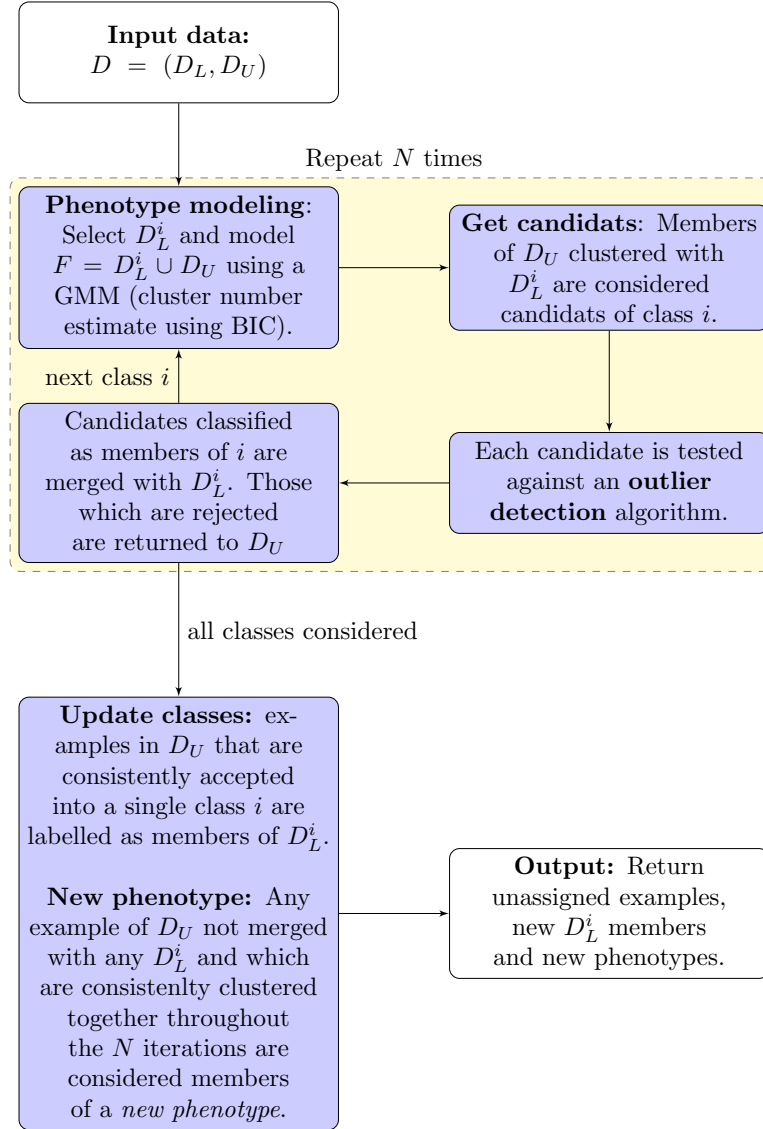 Input data:
D = (D_L, D_U)
Repeat N times
Phenotype modeling:
Select D_L^i and model
F = D_L^i ∪ D_U using a
GMM (cluster number
estimate using BIC).
Get candidats: Members
of D_U clustered with
D_L^i are considered
candidats of class i.
next class i
Candidates classified
as members of i are
merged with D_L^i. Those
which are rejected
are returned to D_U
Each candidate is tested
against an outlier
detection algorithm.
all classes considered
Update classes: ex-
amples in D_U that are
consistently accepted
into a single class i are
labelled as members of D_L^i.
New phenotype: Any
example of D_U not merged
with any D_L^i and which
are consistenlty clustered
together throughout
the N iterations are
considered members
of a new phenotype.
Output: Return
unassigned examples,
new D_L^i members
and new phenotypes.